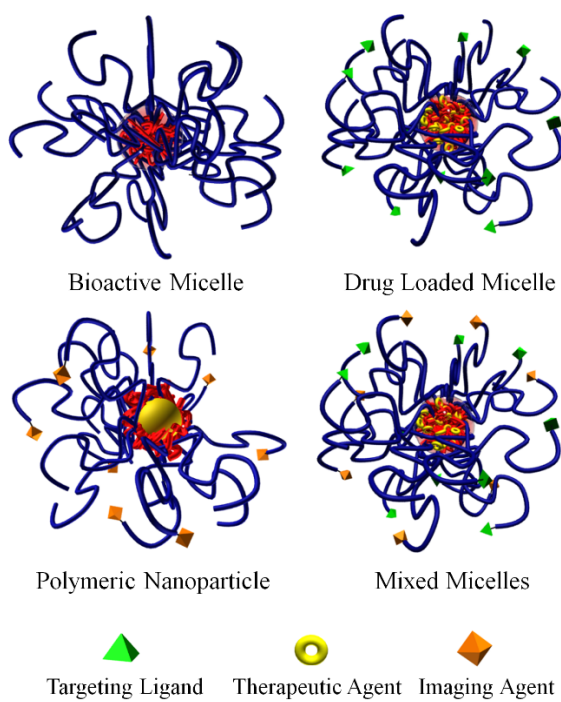 Bioactive Micelle
Drug Loaded Micelle
Polymeric Nanoparticle
Mixed Micelles
Targeting Ligand
Therapeutic Agent
Imaging Agent